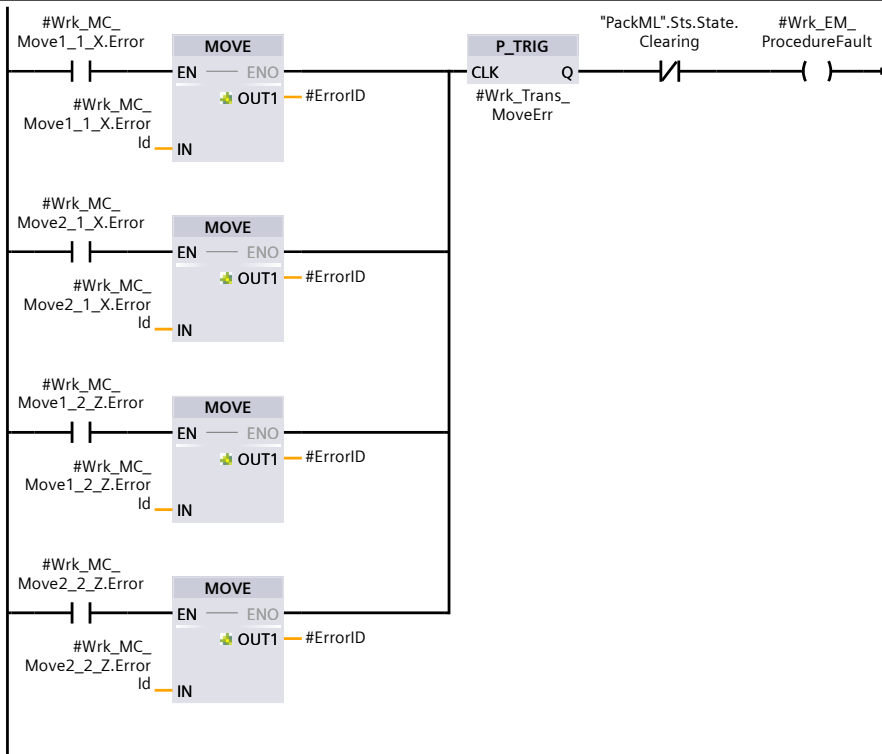 #Wrk_MC_
Move1_1_X.Error
MOVE
EN
ENO
OUT1
#ErrorID
#Wrk_MC_
Move1_1_X.Error
Id
IN
P_TRIG
CLK
Q
#Wrk_Trans_
MoveErr
"PackML".Sts.State.
Clearing
#Wrk_EM_
ProcedureFault
#Wrk_MC_
Move2_1_X.Error
MOVE
EN
ENO
OUT1
#ErrorID
#Wrk_MC_
Move2_1_X.Error
Id
IN
#Wrk_MC_
Move1_2_Z.Error
MOVE
EN
ENO
OUT1
#ErrorID
#Wrk_MC_
Move1_2_Z.Error
Id
IN
#Wrk_MC_
Move2_2_Z.Error
MOVE
EN
ENO
OUT1
#ErrorID
#Wrk_MC_
Move2_2_Z.Error
Id
IN